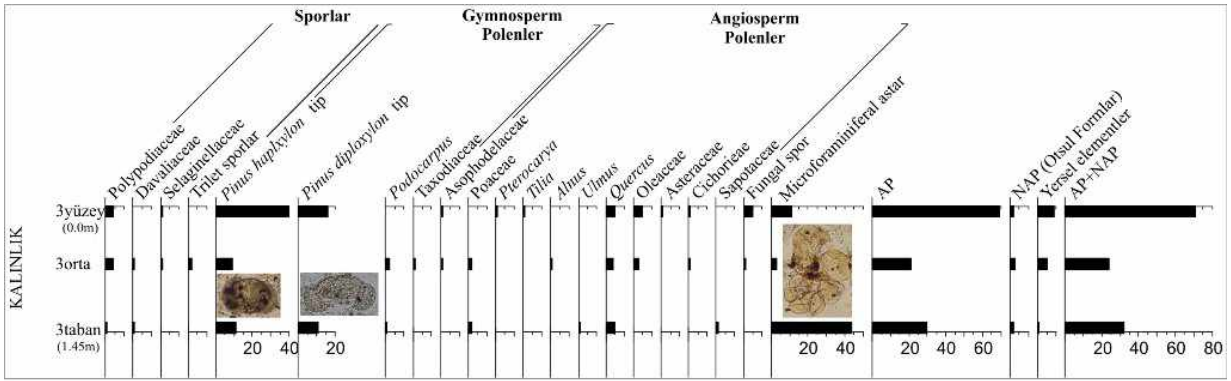 Sporlar
Gymnosperm
Polenler
Angiosperm
Polenler
Polypodiaceae
Davaliaceae
Selaginellaceae
Trilet sporlar
Pinus haplxylon tip
Pinus diploxylon tip
Podocarpus
Taxodiaceae
Asophodelaceae
Poaceae
Pterocarya
Tilia
Alnus
Ulmus
Quercus
Oleaceae
Asteraceae
Cichorieae
Sapotaceae
Fungal spor
Microforaminiferal astar
AP
NAP (Otsul Formlar)
Yersel elementler
AP+NAP
KALINLIK
3yüzey
(0.0m)
3orta
3taban
(1.45m)
20 40 20 20 40 60 20 40 60 80